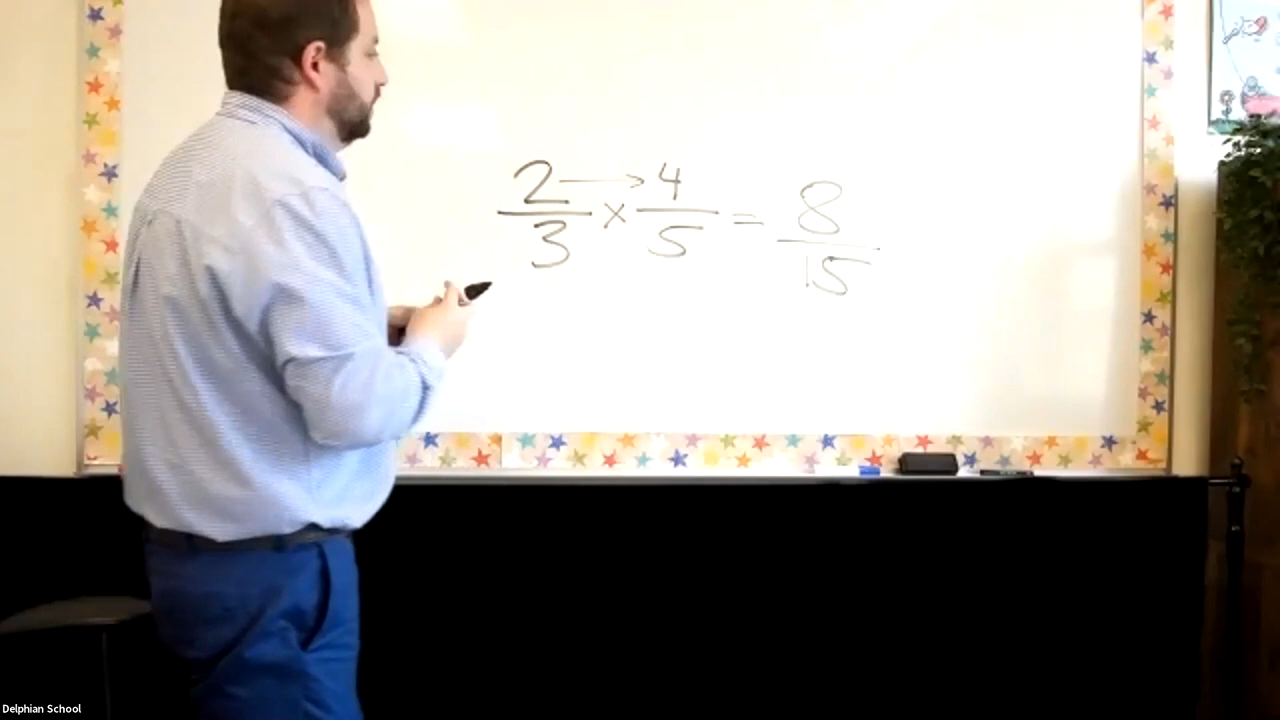 2/3 → × 4/5 = 8/15
Delphian School